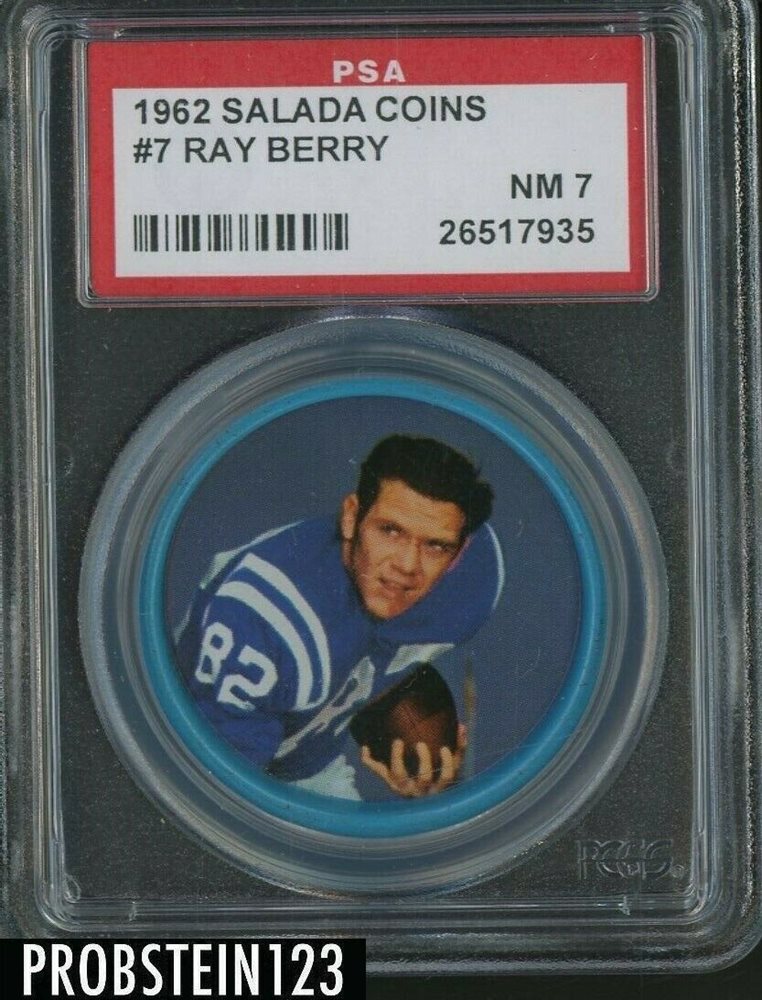 PSA
1962 SALADA COINS
#7 RAY BERRY
NM 7
26517935
82
PCGS
PROBSTEIN123